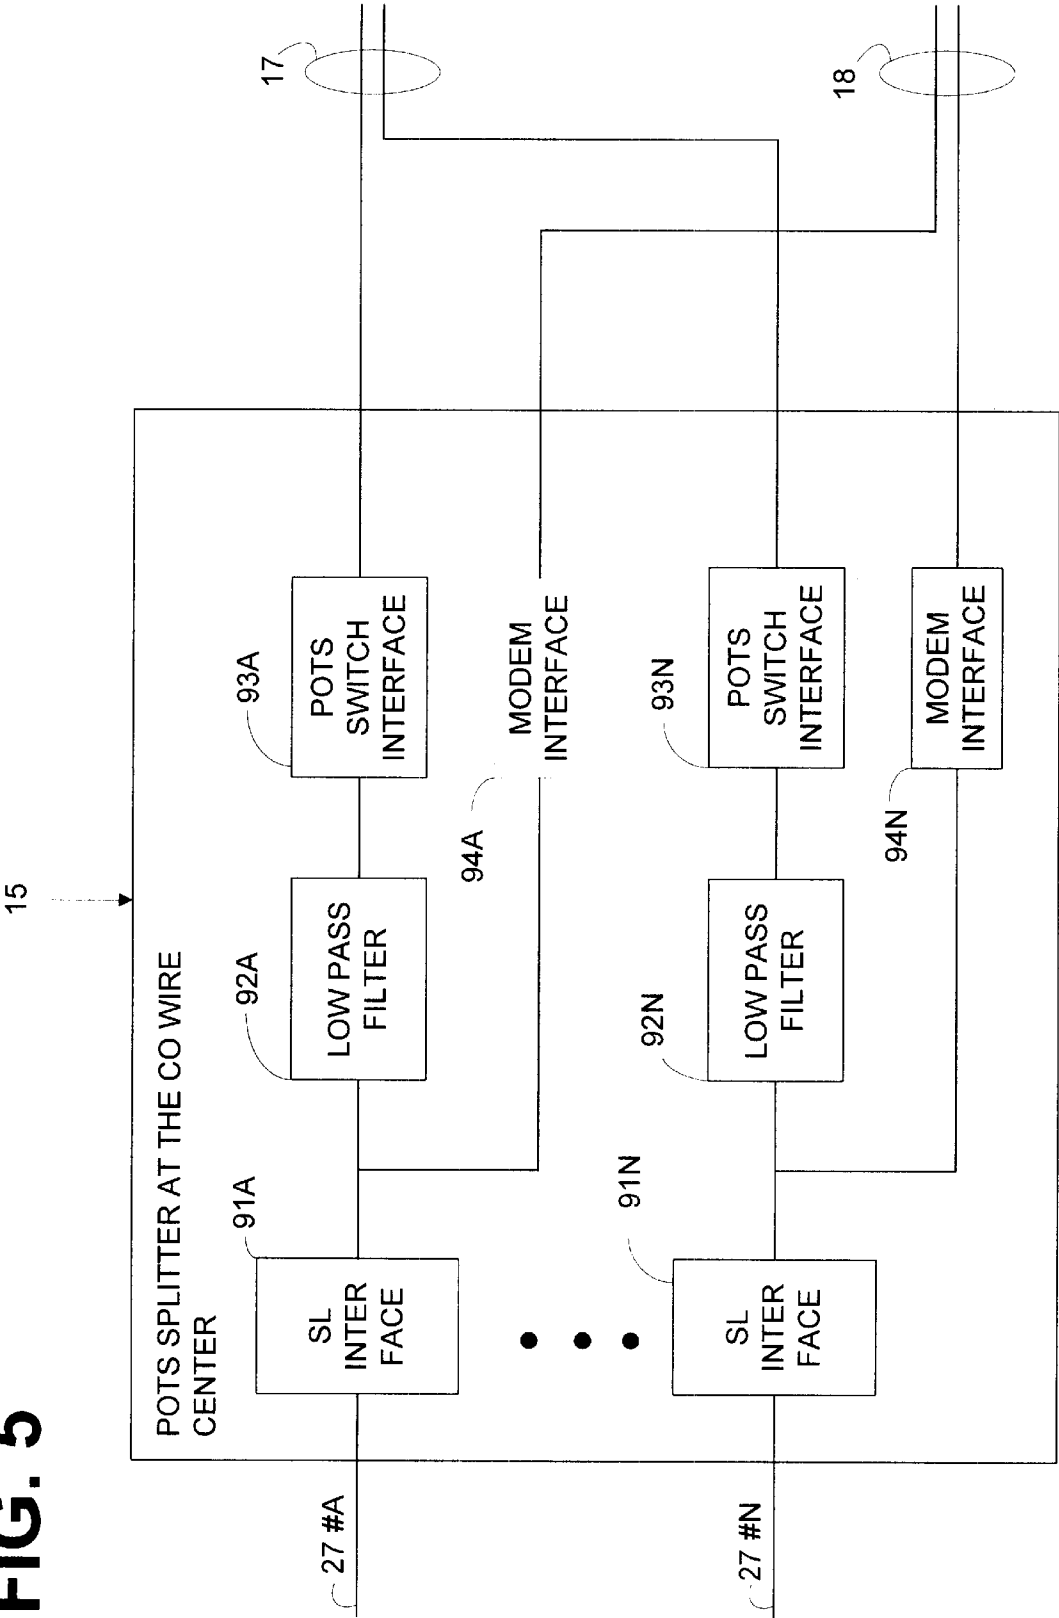 FIG. 5
15
POTS SPLITTER AT THE CO WIRE
CENTER
27 #A
91A
SL
INTER
FACE
92A
LOW PASS
FILTER
93A
POTS
SWITCH
INTERFACE
17
94A
MODEM
INTERFACE
27 #N
91N
SL
INTER
FACE
92N
LOW PASS
FILTER
93N
POTS
SWITCH
INTERFACE
94N
MODEM
INTERFACE
18